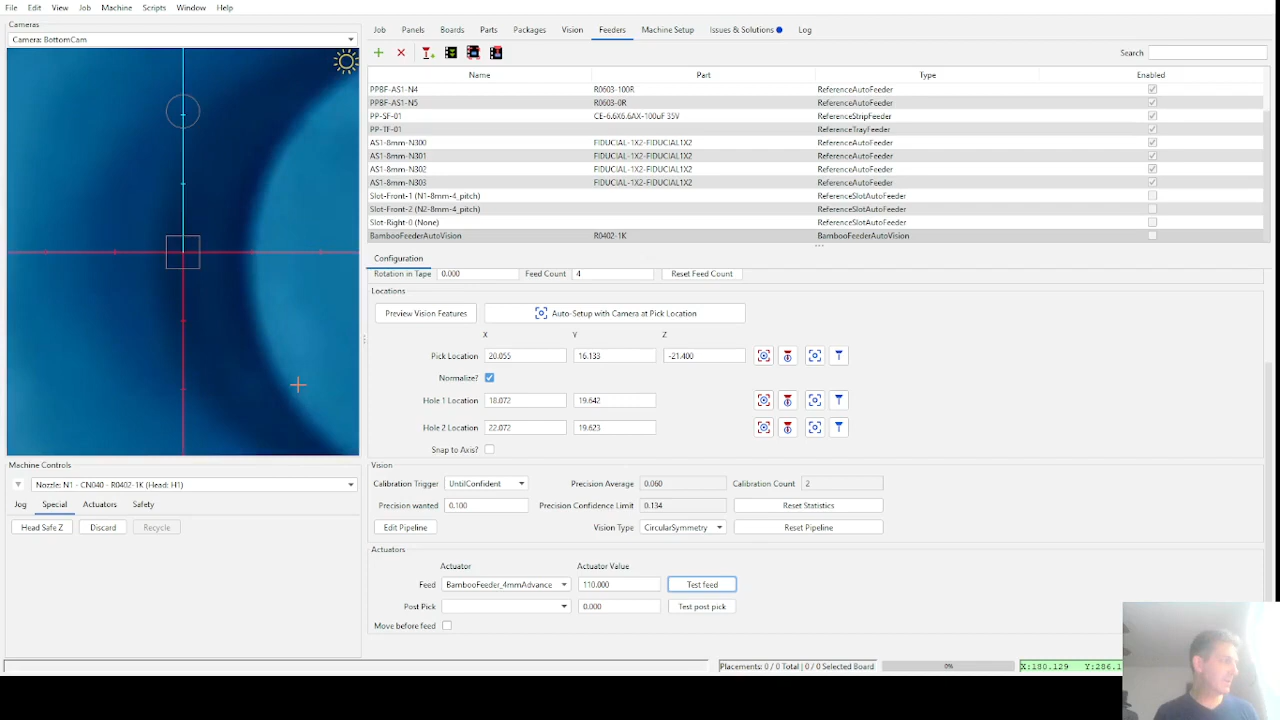 File Edit View Job Machine Scripts Window Help
Cameras
Camera: BottomCam
Job Panels Boards Parts Packages Vision Feeders Machine Setup Issues & Solutions Log
Search
Name Part Type Enabled
PPBF-AS1-N4 R0603-100R ReferenceAutoFeeder
PPBF-AS1-N5 R0603-0R ReferenceAutoFeeder
PP-SF-01 CE-6.6X6.6AX-100uF 35V ReferenceStripFeeder
PP-TF-01 ReferenceTrayFeeder
AS1-8mm-N300 FIDUCIAL-1X2-FIDUCIAL1X2 ReferenceAutoFeeder
AS1-8mm-N301 FIDUCIAL-1X2-FIDUCIAL1X2 ReferenceAutoFeeder
AS1-8mm-N302 FIDUCIAL-1X2-FIDUCIAL1X2 ReferenceAutoFeeder
AS1-8mm-N303 FIDUCIAL-1X2-FIDUCIAL1X2 ReferenceAutoFeeder
Slot-Front-1 (N1-8mm-4_pitch) ReferenceSlotAutoFeeder
Slot-Front-2 (N2-8mm-4_pitch) ReferenceSlotAutoFeeder
Slot-Right-0 (None) ReferenceSlotAutoFeeder
BambooFeederAutoVision R0402-1K BambooFeederAutoVision
Configuration
Rotation in Tape 0.000 Feed Count 4 Reset Feed Count
Locations
Preview Vision Features Auto-Setup with Camera at Pick Location
X Y Z
Pick Location 20.055 16.133 -21.400
Normalize?
Hole 1 Location 18.072 19.642
Hole 2 Location 22.072 19.623
Snap to Axis?
Vision
Calibration Trigger UntilConfident Precision Average 0.060 Calibration Count 2
Precision wanted 0.100 Precision Confidence Limit 0.134 Reset Statistics
Edit Pipeline Vision Type CircularSymmetry Reset Pipeline
Actuators
Actuator Actuator Value
Feed BambooFeeder_4mmAdvance 110.000 Test feed
Post Pick 0.000 Test post pick
Move before feed
Machine Controls
Nozzle: N1 - CN040 - R0402-1K (Head: H1)
Jog Special Actuators Safety
Head Safe Z Discard Recycle
Placements: 0 / 0 Total | 0 / 0 Selected Board 0% X:180.129 Y:286.1